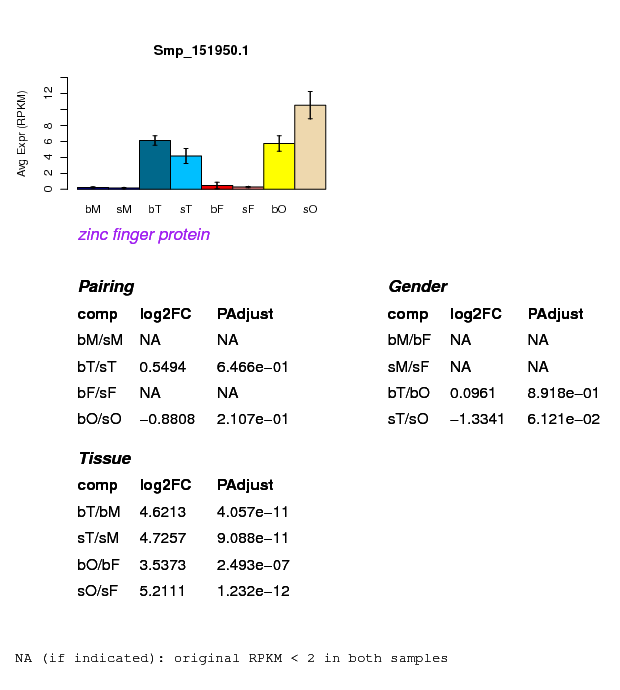 Smp_151950.1
Avg Expr (RPKM)
12
8
6
4
2
0
bM sM bT sT bF sF bO sO
zinc finger protein
Pairing
comp log2FC PAdjust
bM/sM NA NA
bT/sT 0.5494 6.466e−01
bF/sF NA NA
bO/sO −0.8808 2.107e−01
Gender
comp log2FC PAdjust
bM/bF NA NA
sM/sF NA NA
bT/bO 0.0961 8.918e−01
sT/sO −1.3341 6.121e−02
Tissue
comp log2FC PAdjust
bT/bM 4.6213 4.057e−11
sT/sM 4.7257 9.088e−11
bO/bF 3.5373 2.493e−07
sO/sF 5.2111 1.232e−12
NA (if indicated): original RPKM < 2 in both samples